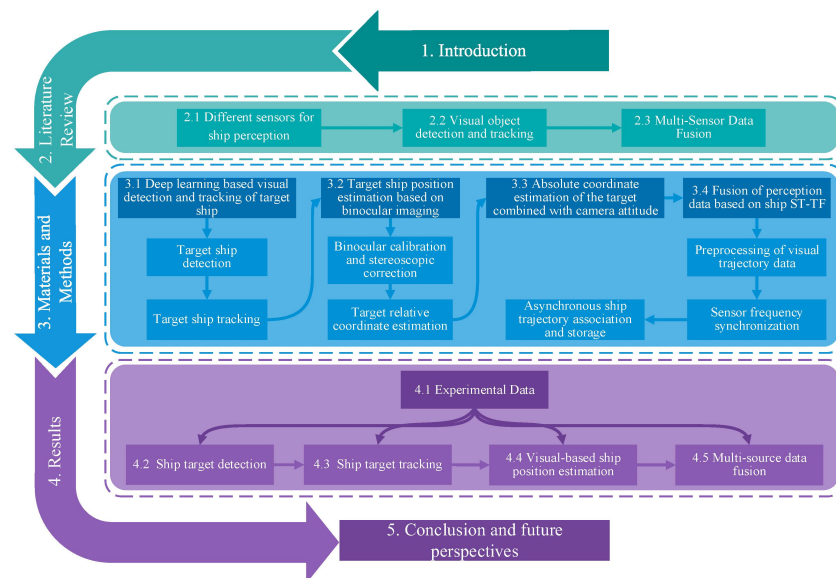 1. Introduction
2. Literature
Review
2.1 Different sensors for
ship perception
2.2 Visual object
detection and tracking
2.3 Multi-Sensor Data
Fusion
3. Materials and
Methods
3.1 Deep learning based visual
detection and tracking of target
ship
Target ship
detection
Target ship tracking
3.2 Target ship position
estimation based on
binocular imaging
Binocular calibration
and stereoscopic
correction
Target relative
coordinate estimation
3.3 Absolute coordinate
estimation of the target
combined with camera attitude
3.4 Fusion of perception
data based on ship ST-TF
Preprocessing of visual
trajectory data
Sensor frequency
synchronization
Asynchronous ship
trajectory association
and storage
4. Results
4.1 Experimental Data
4.2 Ship target detection
4.3 Ship target tracking
4.4 Visual-based ship
position estimation
4.5 Multi-source data
fusion
5. Conclusion and future
perspectives